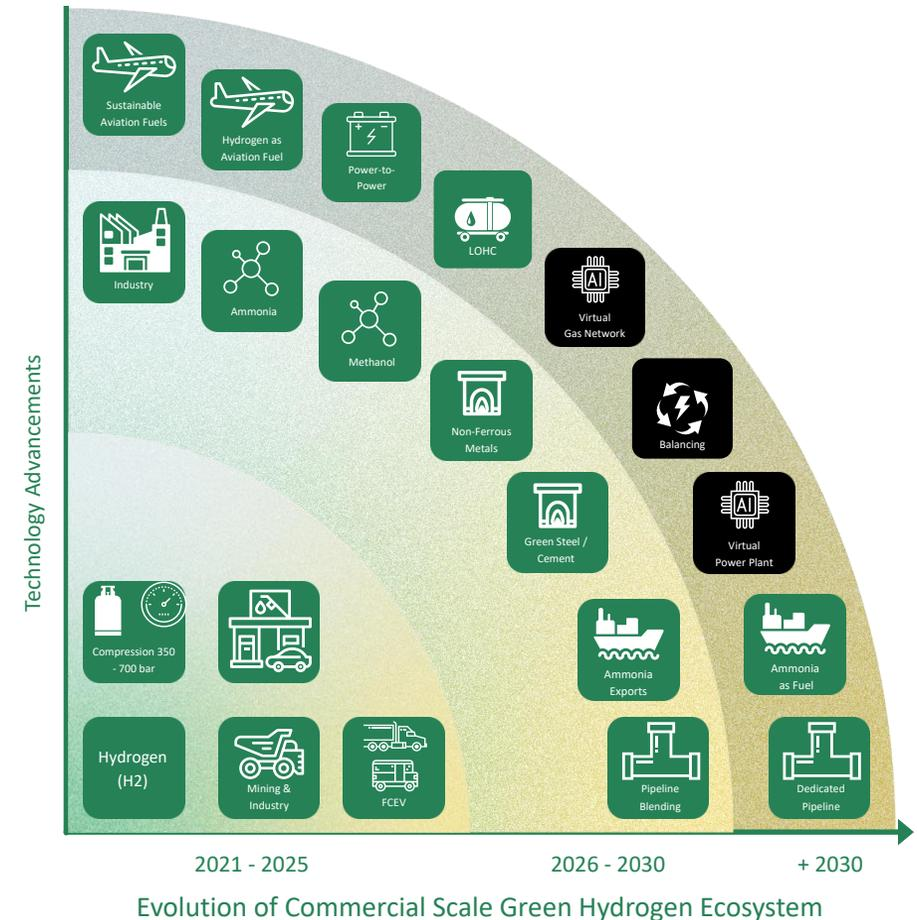 Sustainable
Aviation Fuels
Hydrogen as
Aviation Fuel
Power-to-
Power
LOHC
AI
Virtual
Gas Network
Industry
Ammonia
Methanol
Balancing
Non-Ferrous
Metals
AI
Virtual
Power Plant
Green Steel /
Cement
Technology Advancements
Compression 350
- 700 bar
Ammonia
Exports
Ammonia
as Fuel
Hydrogen
(H2)
Mining &
Industry
FCEV
Pipeline
Blending
Dedicated
Pipeline
2021 - 2025
2026 - 2030
+ 2030
Evolution of Commercial Scale Green Hydrogen Ecosystem